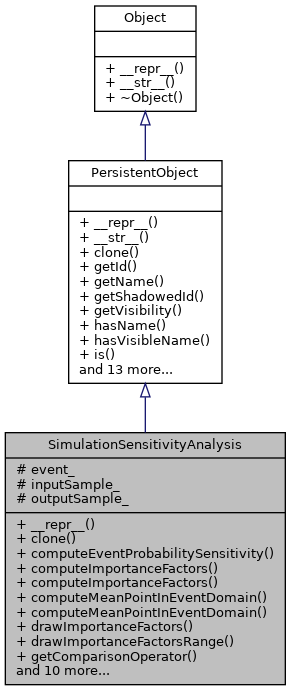 Object
+ __repr__()
+ __str__()
+ ~Object()
PersistentObject
+ __repr__()
+ __str__()
+ clone()
+ getId()
+ getName()
+ getShadowedId()
+ getVisibility()
+ hasName()
+ hasVisibleName()
+ is()
and 13 more...
SimulationSensitivityAnalysis
# event_
# inputSample_
# outputSample_
+ __repr__()
+ clone()
+ computeEventProbabilitySensitivity()
+ computeImportanceFactors()
+ computeImportanceFactors()
+ computeMeanPointInEventDomain()
+ computeMeanPointInEventDomain()
+ drawImportanceFactors()
+ drawImportanceFactorsRange()
+ getComparisonOperator()
and 10 more...